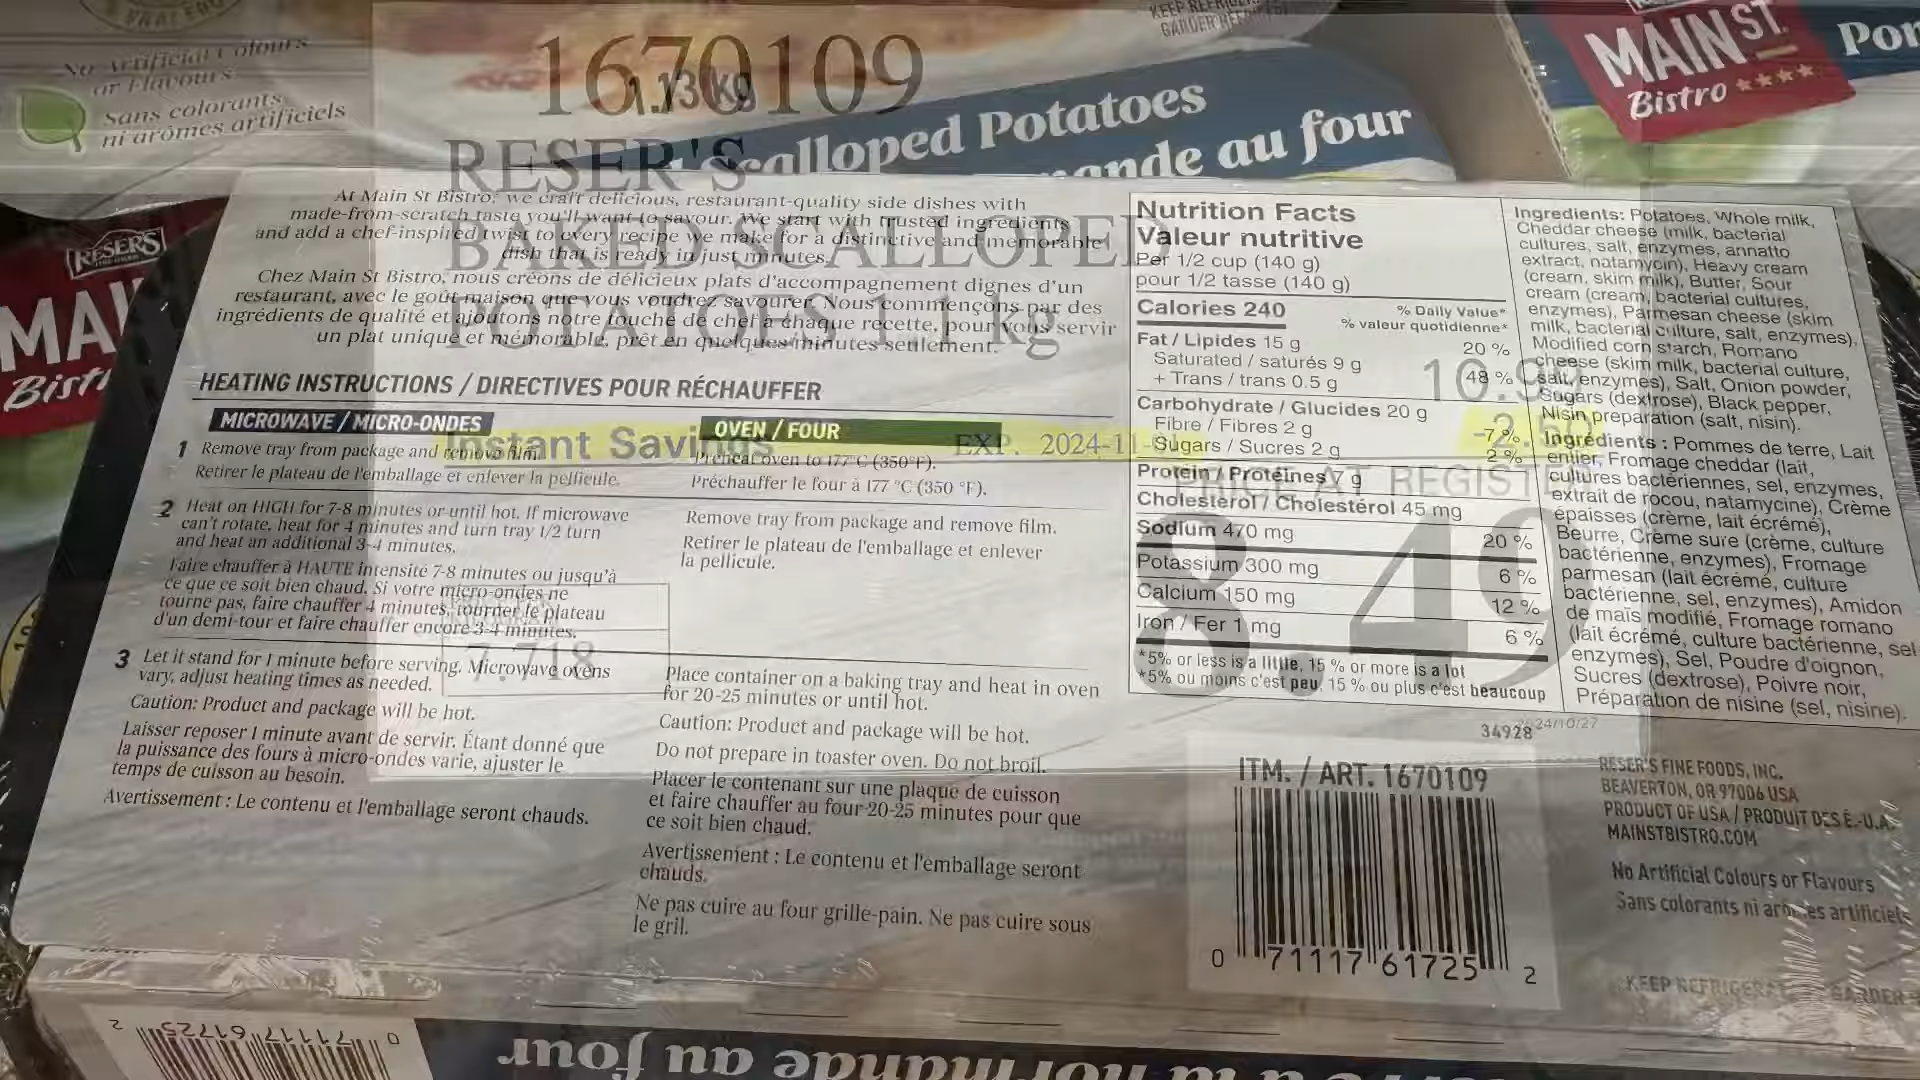 KEEP REFRIGER
GARDER
No Artificial Colours
or Flavours
Sans colorants
ni arômes artificiels
1670109
1.13kg
RESER'S
BAKED SCALLOPED
POTATOES 1.1 kg
Scalloped Potatoes
au four
MAIN ST.
Bistro
RESER'S
At Main St Bistro, we craft delicious, restaurant-quality side dishes with
made-from-scratch taste you'll want to savour. We start with trusted ingredients
and add a chef-inspired twist to every recipe we make for a distinctive and memorable
dish that is ready in just minutes.
Chez Main St Bistro, nous créons de délicieux plats d'accompagnement dignes d'un
restaurant, avec le goût maison que vous voudrez savourer. Nous commençons par des
ingrédients de qualité et ajoutons notre touche de chef à chaque recette, pour vous servir
un plat unique et mémorable, prêt en quelques minutes seulement.
HEATING INSTRUCTIONS / DIRECTIVES POUR RÉCHAUFFER
MICROWAVE / MICRO-ONDES
1 Remove tray from package and remove film.
Retirer le plateau de l'emballage et enlever la pellicule.
2 Heat on HIGH for 7-8 minutes or until hot. If microwave
can't rotate, heat for 4 minutes and turn tray 1/2 turn
and heat an additional 3-4 minutes.
Faire chauffer à HAUTE intensité 7-8 minutes ou jusqu'à
ce que ce soit bien chaud. Si votre micro-ondes ne
tourne pas, faire chauffer 4 minutes, tourner le plateau
d'un demi-tour et faire chauffer encore 3-4 minutes.
3 Let it stand for 1 minute before serving. Microwave ovens
vary, adjust heating times as needed.
Caution: Product and package will be hot.
Laisser reposer 1 minute avant de servir. Étant donné que
la puissance des fours à micro-ondes varie, ajuster le
temps de cuisson au besoin.
Avertissement : Le contenu et l'emballage seront chauds.
OVEN / FOUR
Preheat oven to 177°C (350°F).
Préchauffer le four à 177 °C (350 °F).
Remove tray from package and remove film.
Retirer le plateau de l'emballage et enlever
la pellicule.
Place container on a baking tray and heat in oven
for 20-25 minutes or until hot.
Caution: Product and package will be hot.
Do not prepare in toaster oven. Do not broil.
Placer le contenant sur une plaque de cuisson
et faire chauffer au four 20-25 minutes pour que
ce soit bien chaud.
Avertissement : Le contenu et l'emballage seront
chauds.
Ne pas cuire au four grille-pain. Ne pas cuire sous
le gril.
Instant Savings
EXP. 2024-11-
10.99
-2.50
AT REGIST
8.49
7.718
Nutrition Facts
Valeur nutritive
Per 1/2 cup (140 g)
pour 1/2 tasse (140 g)
Calories 240
% Daily Value*
% valeur quotidienne*
Fat / Lipides 15 g 20 %
Saturated / saturés 9 g
+ Trans / trans 0.5 g 48 %
Carbohydrate / Glucides 20 g
Fibre / Fibres 2 g 7 %
Sugars / Sucres 2 g 2 %
Protein / Protéines 7 g
Cholesterol / Cholestérol 45 mg
Sodium 470 mg 20 %
Potassium 300 mg 6 %
Calcium 150 mg 12 %
Iron / Fer 1 mg 6 %
*5% or less is a little, 15 % or more is a lot
*5% ou moins c'est peu, 15 % ou plus c'est beaucoup
Ingredients: Potatoes, Whole milk,
Cheddar cheese (milk, bacterial
cultures, salt, enzymes, annatto
extract, natamycin), Heavy cream
(cream, skim milk), Butter, Sour
cream (cream, bacterial cultures,
enzymes), Parmesan cheese (skim
milk, bacterial culture, salt, enzymes),
Modified corn starch, Romano
cheese (skim milk, bacterial culture,
salt, enzymes), Salt, Onion powder,
Sugars (dextrose), Black pepper,
Nisin preparation (salt, nisin).
Ingrédients : Pommes de terre, Lait
entier, Fromage cheddar (lait,
cultures bactériennes, sel, enzymes,
extrait de rocou, natamycine), Crème
épaisses (crème, lait écrémé),
Beurre, Crème sure (crème, culture
bactérienne, enzymes), Fromage
parmesan (lait écrémé, culture
bactérienne, sel, enzymes), Amidon
de maïs modifié, Fromage romano
(lait écrémé, culture bactérienne, sel
enzymes), Sel, Poudre d'oignon,
Sucres (dextrose), Poivre noir,
Préparation de nisine (sel, nisine).
34928
ITM. / ART. 1670109
0 71117 61725 2
RESER'S FINE FOODS, INC.
BEAVERTON, OR 97006 USA
PRODUCT OF USA / PRODUIT DES É.-U.A.
MAINSTBISTRO.COM
No Artificial Colours or Flavours
Sans colorants ni arômes artificiels
KEEP REFRIGERA
GARDER
0 71117 61725 2
au four